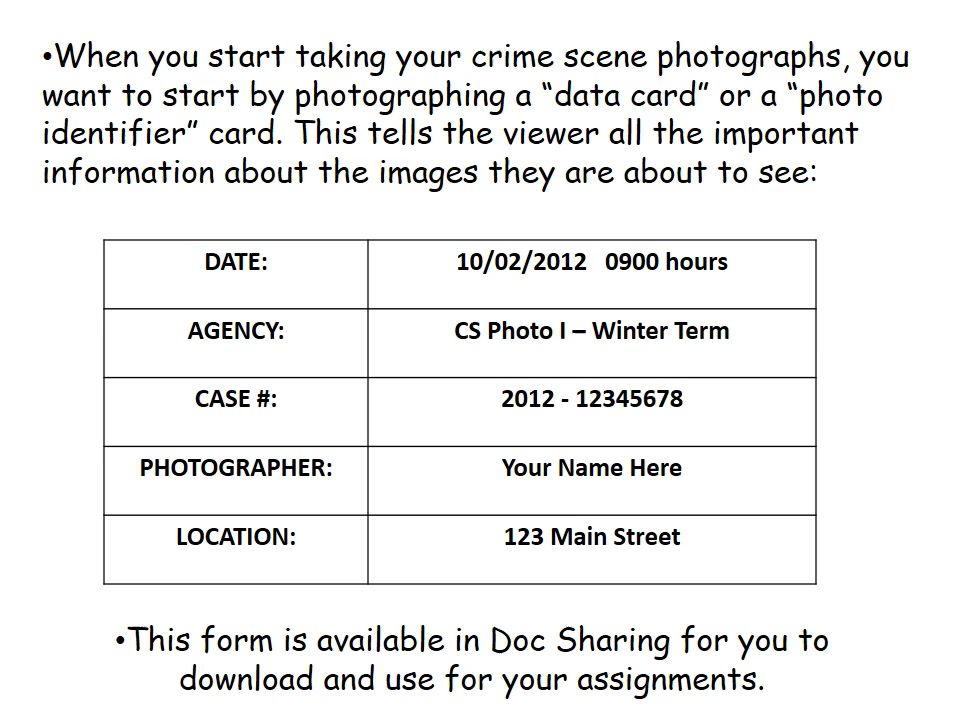 •When you start taking your crime scene photographs, you
want to start by photographing a “data card” or a “photo
identifier” card. This tells the viewer all the important
information about the images they are about to see:
DATE: 10/02/2012 0900 hours
AGENCY: CS Photo I – Winter Term
CASE #: 2012 - 12345678
PHOTOGRAPHER: Your Name Here
LOCATION: 123 Main Street
•This form is available in Doc Sharing for you to
download and use for your assignments.